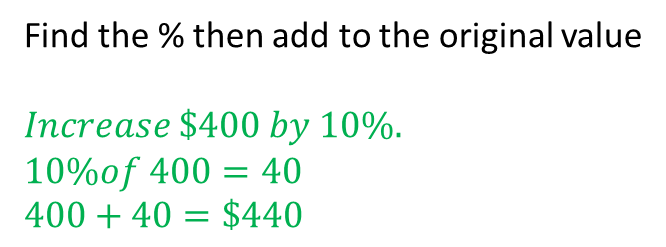 Find the % then add to the original value
Increase $400 by 10%.
10%of 400 = 40
400 + 40 = $440